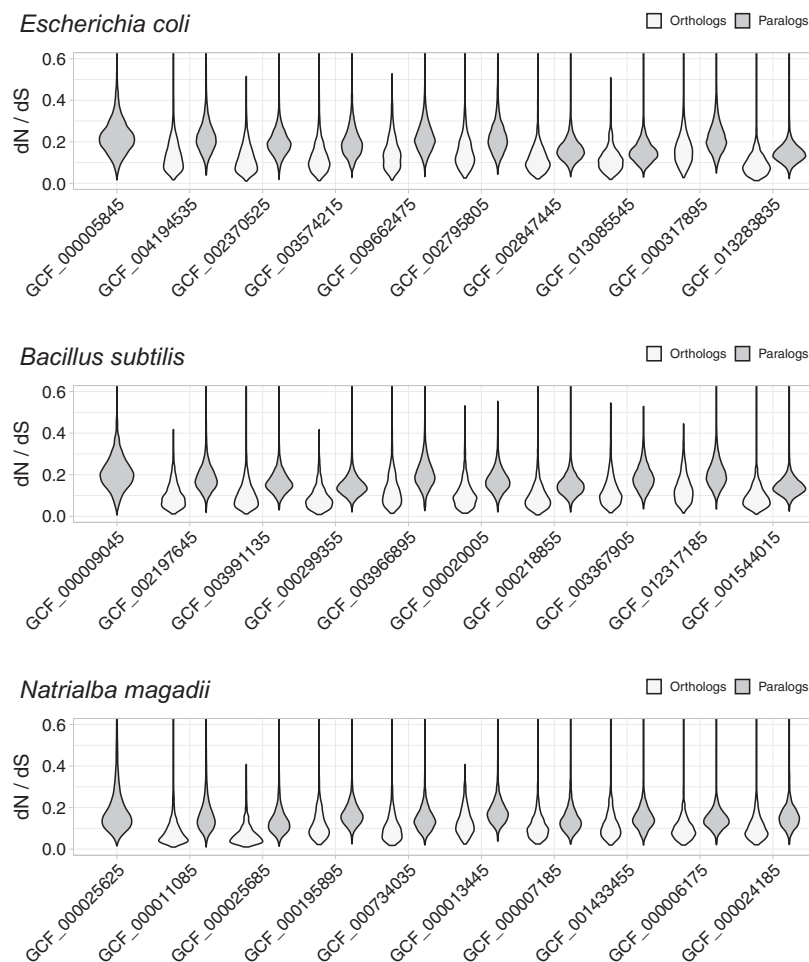 Escherichia coli
Orthologs Paralogs
dN / dS
0.6
0.4
0.2
0.0
GCF_000005845
GCF_004194535
GCF_002370525
GCF_003574215
GCF_009662475
GCF_002795805
GCF_002847445
GCF_013085545
GCF_000317895
GCF_013283835
Bacillus subtilis
Orthologs Paralogs
dN / dS
0.6
0.4
0.2
0.0
GCF_000009045
GCF_002197645
GCF_003991135
GCF_000299355
GCF_003966895
GCF_000020005
GCF_000218855
GCF_003367905
GCF_012317185
GCF_001544015
Natrialba magadii
Orthologs Paralogs
dN / dS
0.6
0.4
0.2
0.0
GCF_000025625
GCF_000011085
GCF_000025685
GCF_000195895
GCF_000734035
GCF_000013445
GCF_000007185
GCF_001433455
GCF_000006175
GCF_000024185